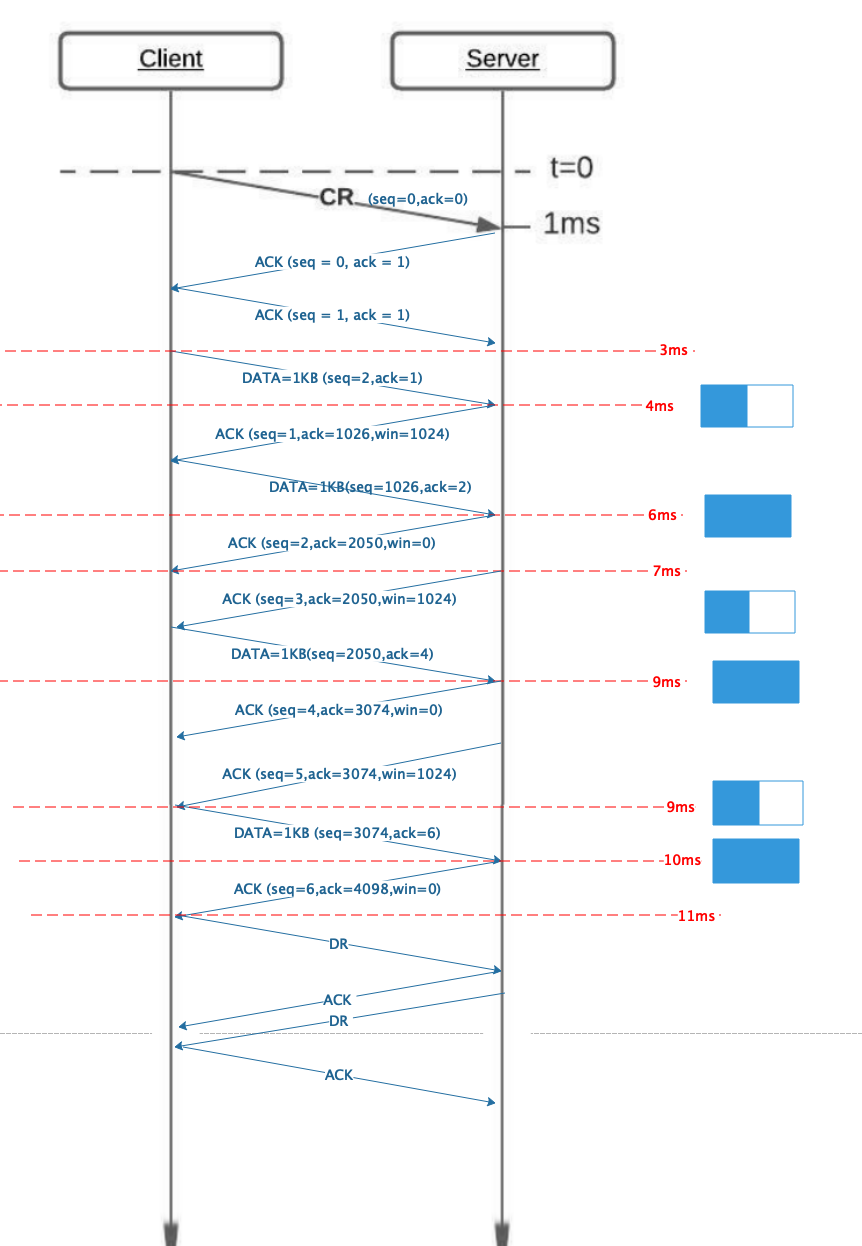 Client
Server
t=0
CR (seq=0,ack=0)
1ms
ACK (seq = 0, ack = 1)
ACK (seq = 1, ack = 1)
3ms
DATA=1KB (seq=2,ack=1)
4ms
ACK (seq=1,ack=1026,win=1024)
DATA=1KB(seq=1026,ack=2)
6ms
ACK (seq=2,ack=2050,win=0)
7ms
ACK (seq=3,ack=2050,win=1024)
DATA=1KB(seq=2050,ack=4)
9ms
ACK (seq=4,ack=3074,win=0)
ACK (seq=5,ack=3074,win=1024)
9ms
DATA=1KB (seq=3074,ack=6)
10ms
ACK (seq=6,ack=4098,win=0)
11ms
DR
ACK
DR
ACK